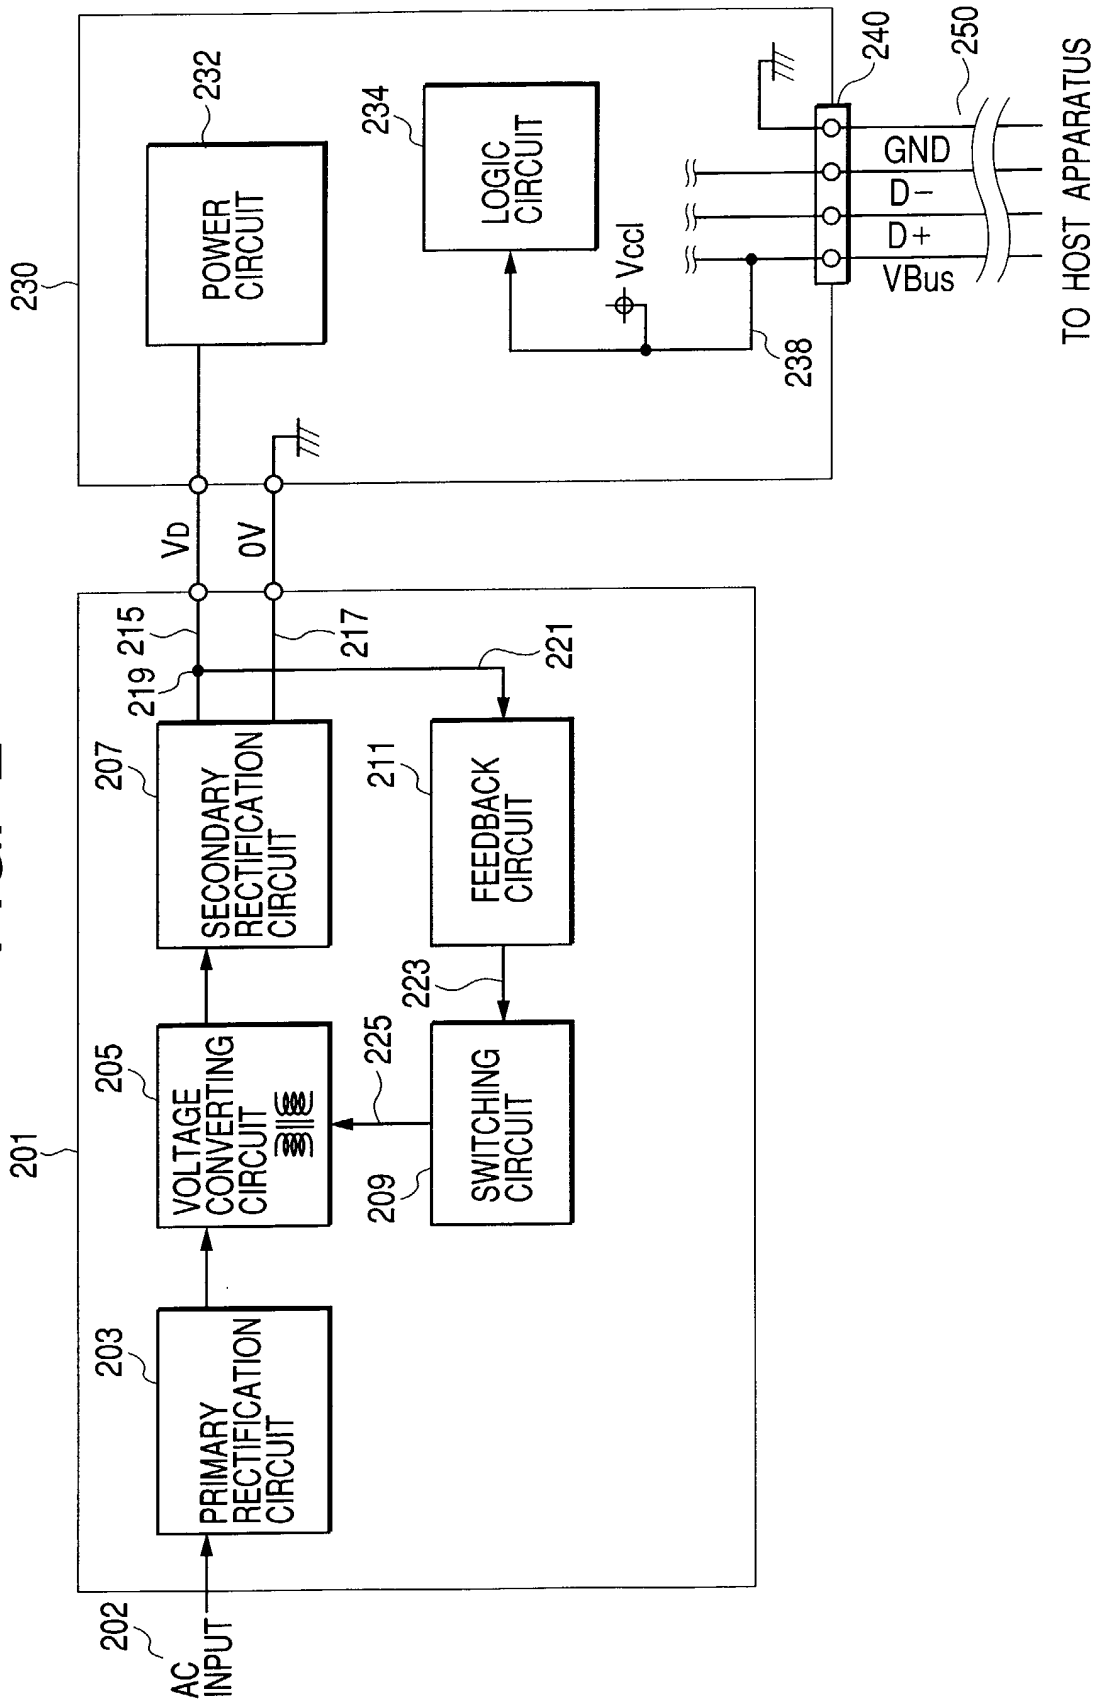 201
202
AC
INPUT
203
PRIMARY
RECTIFICATION
CIRCUIT
205
VOLTAGE
CONVERTING
CIRCUIT
207
SECONDARY
RECTIFICATION
CIRCUIT
209
SWITCHING
CIRCUIT
225
223
211
FEEDBACK
CIRCUIT
221
219
215
217
VD
0V
230
232
POWER
CIRCUIT
234
LOGIC
CIRCUIT
Vccl
238
240
250
GND
D-
D+
VBus
TO HOST APPARATUS